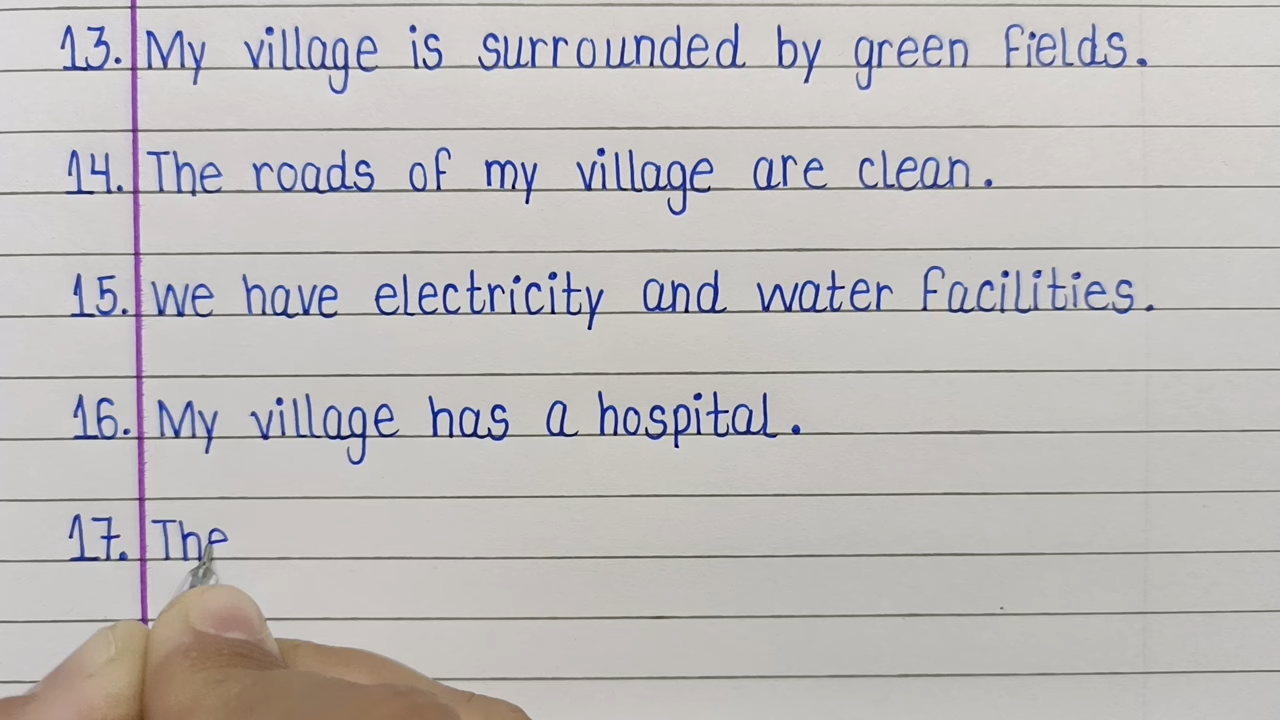 13. My village is surrounded by green fields.
14. The roads of my village are clean.
15. We have electricity and water facilities.
16. My village has a hospital.
17. The